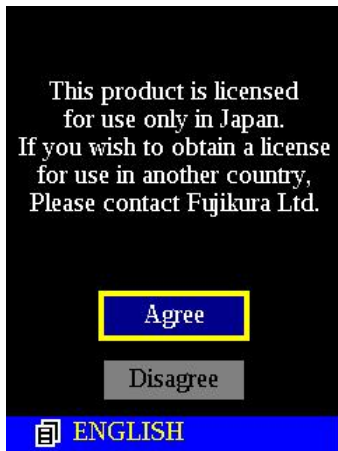 This product is licensed
for use only in Japan.
If you wish to obtain a license
for use in another country,
Please contact Fujikura Ltd.
Agree
Disagree
ENGLISH